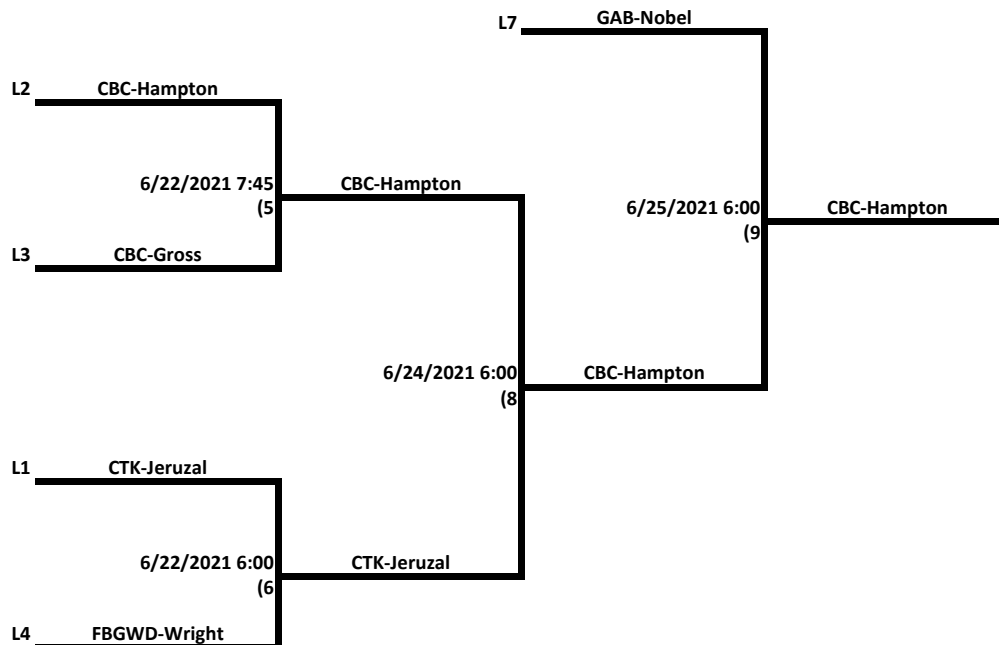 L7 GAB-Nobel
L2 CBC-Hampton
6/22/2021 7:45
(5
CBC-Hampton
6/25/2021 6:00
(9
CBC-Hampton
L3 CBC-Gross
6/24/2021 6:00
(8
CBC-Hampton
L1 CTK-Jeruzal
6/22/2021 6:00
(6
CTK-Jeruzal
L4 FBGWD-Wright